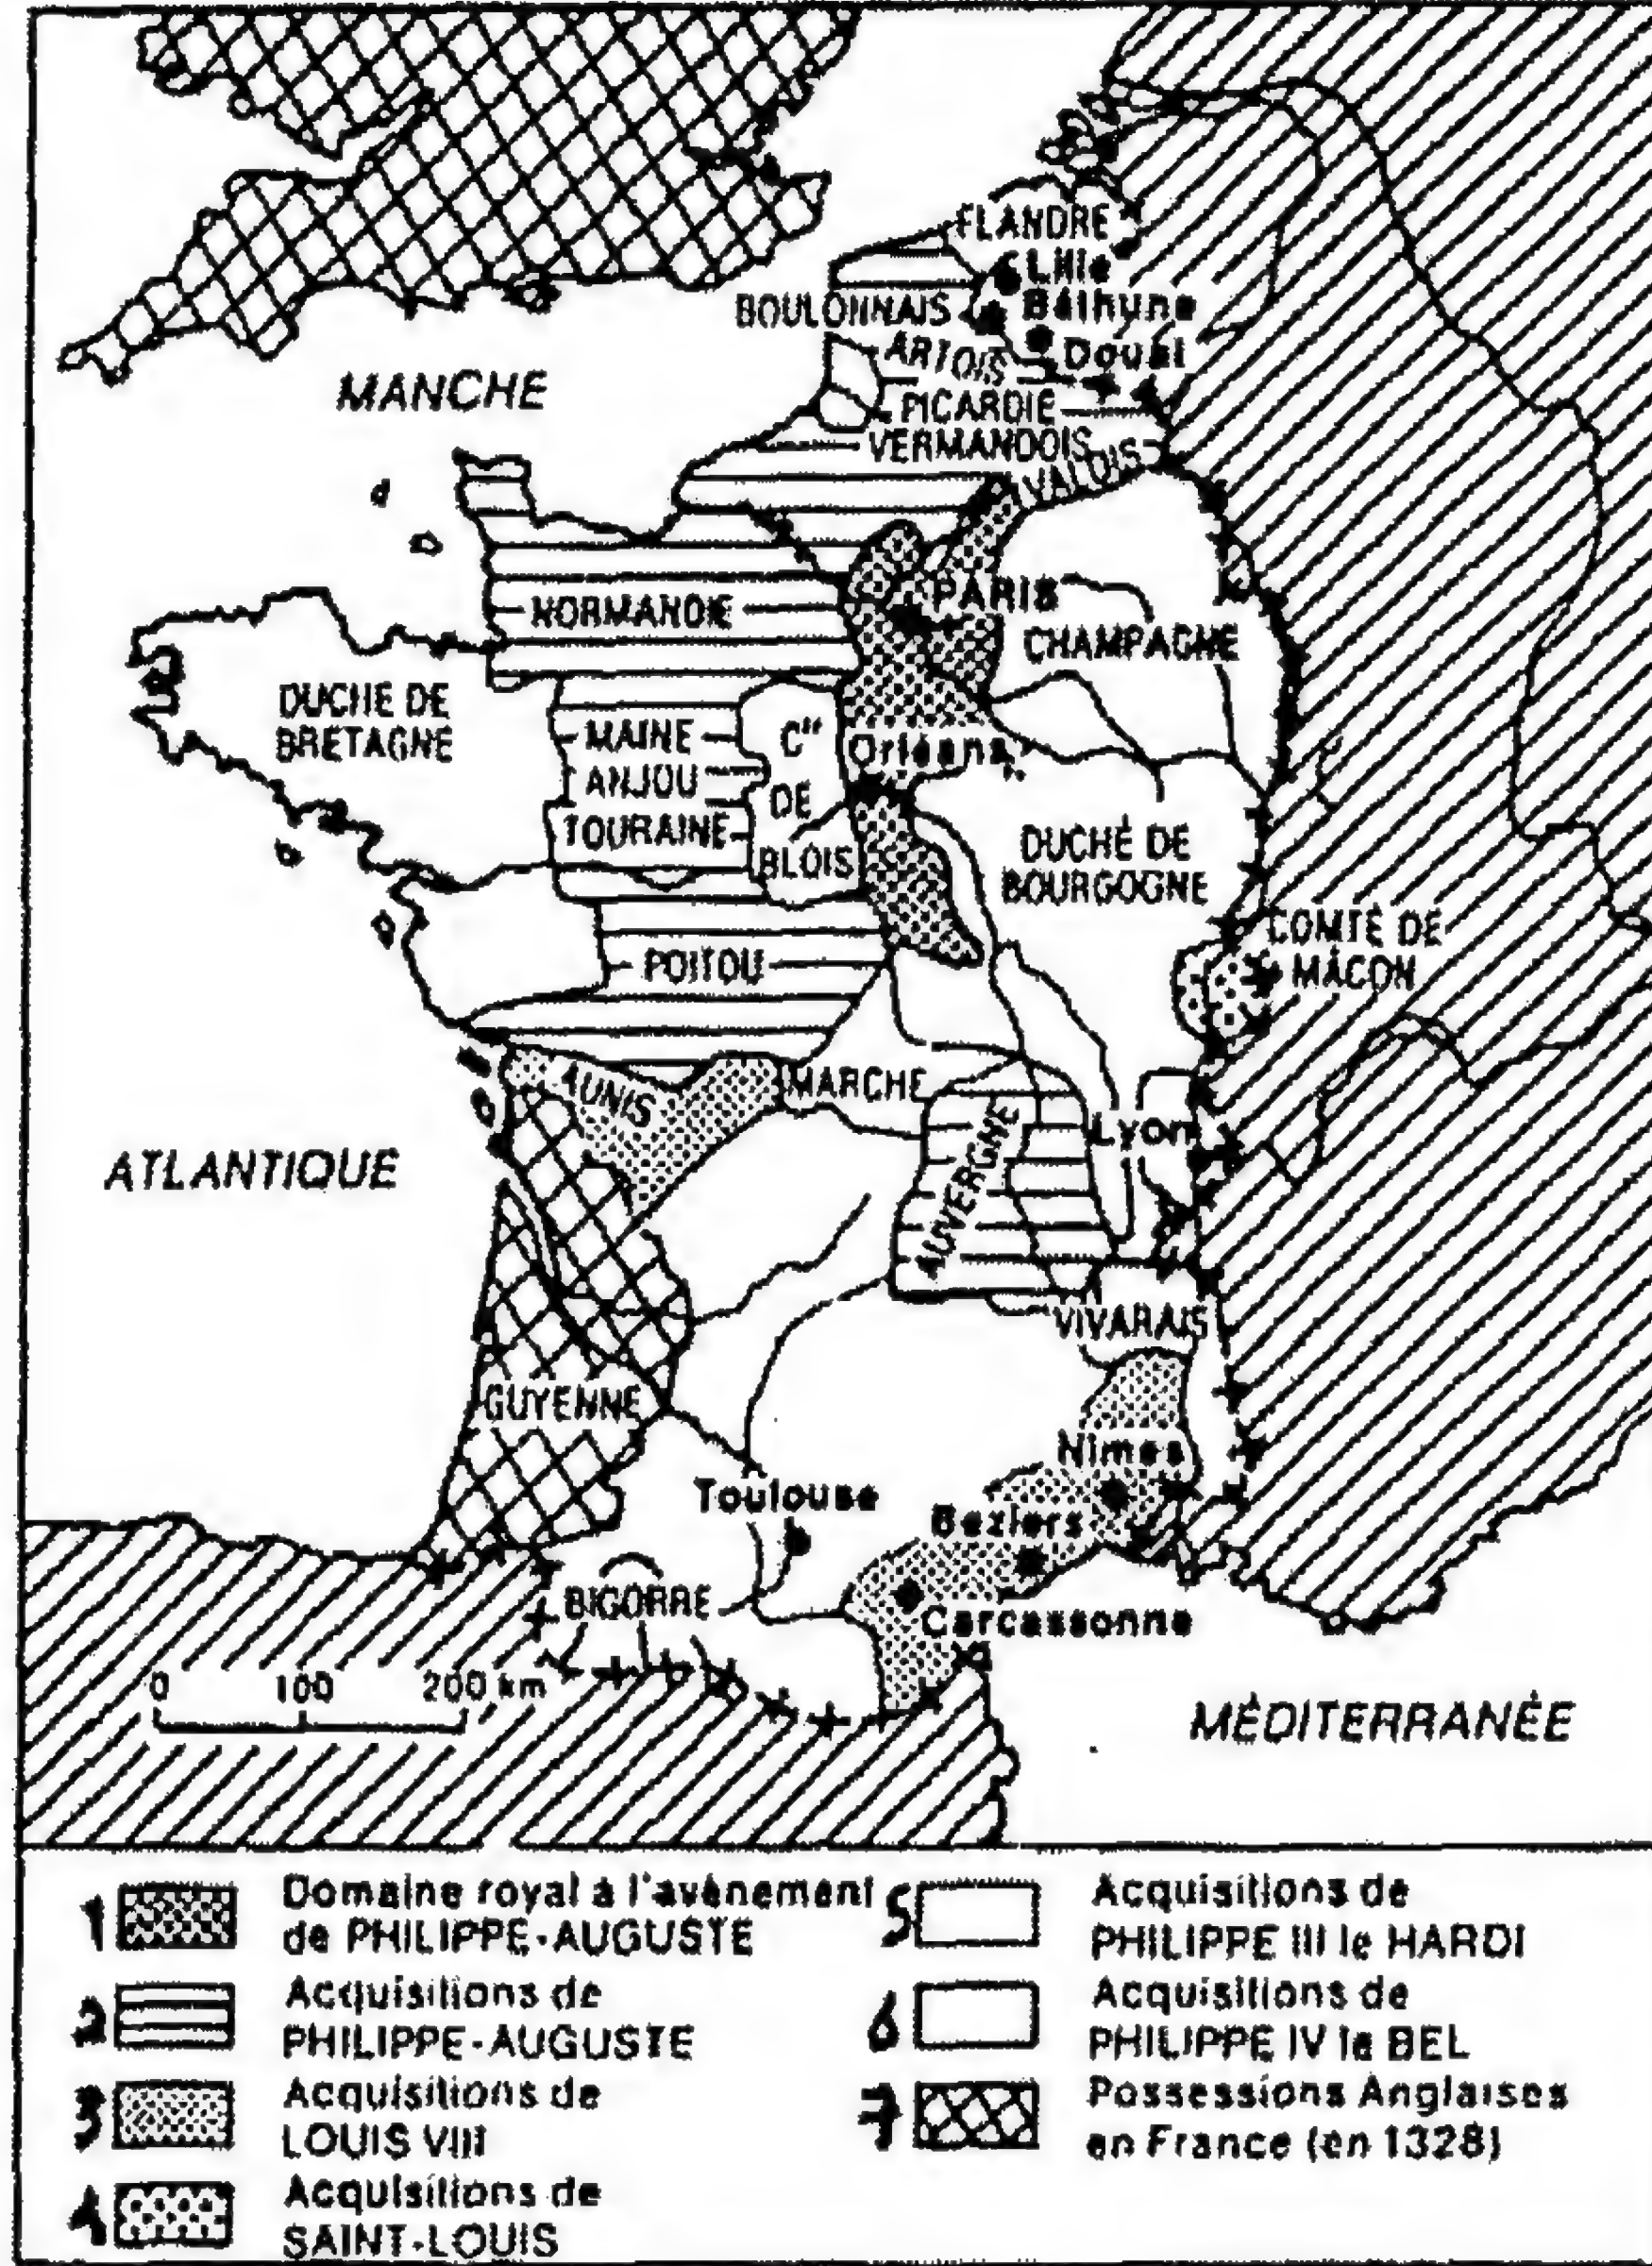 FLANDRE
Lille
BOULONNAIS
Béthune
ARTOIS
Douai
MANCHE
PICARDIE
VERMANDOIS
VALOIS
PARIS
NORMANDIE
CHAMPAGNE
DUCHE DE
BRETAGNE
MAINE
ANJOU
TOURAINE
Cté
DE
BLOIS
Orléans
DUCHÉ DE
BOURGOGNE
COMTÉ DE
MÂCON
POITOU
AUNIS
MARCHE
AUVERGNE
Lyon
ATLANTIQUE
VIVARAIS
GUYENNE
Nimes
Toulouse
Beziers
BIGORRE
Carcassonne
0 100 200 km
MÉDITERRANÉE
1 Domaine royal à l'avènement
de PHILIPPE-AUGUSTE
2 Acquisitions de
PHILIPPE-AUGUSTE
3 Acquisitions de
LOUIS VIII
4 Acquisitions de
SAINT-LOUIS
5 Acquisitions de
PHILIPPE III le HARDI
6 Acquisitions de
PHILIPPE IV le BEL
7 Possessions Anglaises
en France (en 1328)